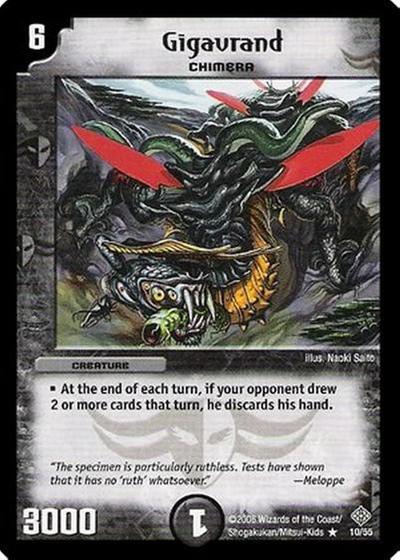 6
Gigavrand
CHIMERA
illus. Naoki Saito
CREATURE
▪ At the end of each turn, if your opponent drew
2 or more cards that turn, he discards his hand.
"The specimen is particularly ruthless. Tests have shown
that it has no 'ruth' whatsoever." —Meloppe
3000
1
©2006 Wizards of the Coast/
Shogakukan/Mitsui-Kids ★ 10/55